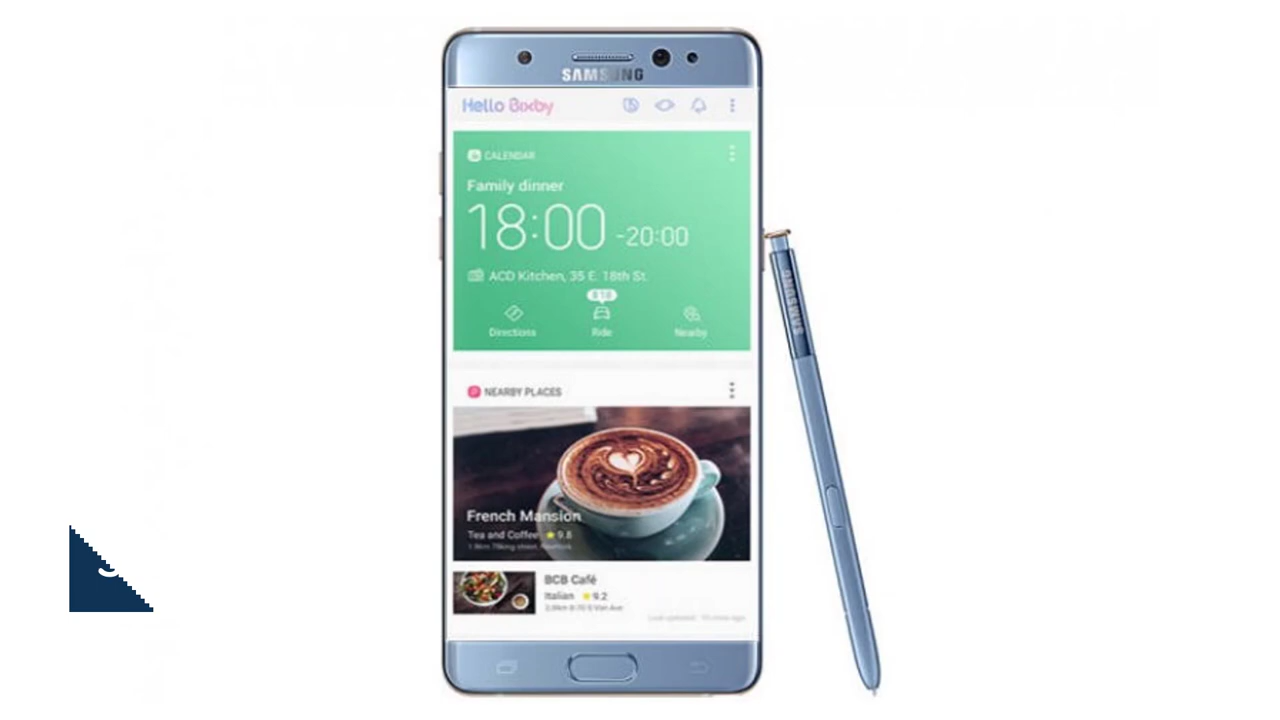 SAMSUNG
Hello Bixby
CALENDAR
Family dinner
18:00 -20:00
ACD Kitchen, 35 E. 18th St.
Directions
Ride
Nearby
NEARBY PLACES
French Mansion
Tea and Coffee 9.8
BCB Café
Italian 9.2
SAMSUNG